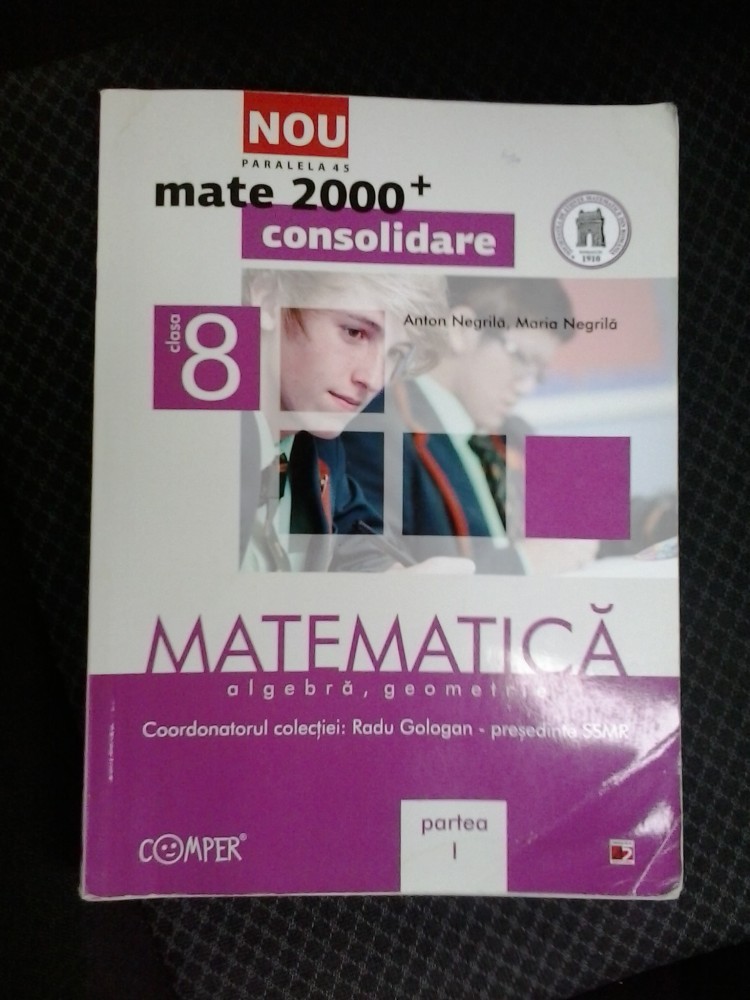 NOU
PARALELA 45
mate 2000+
consolidare
1910
Anton Negrilă, Maria Negrilă
clasa
8
MATEMATICĂ
algebră, geometrie
Coordonatorul colecției: Radu Gologan - președinte SSMR
partea
I
COMPER®